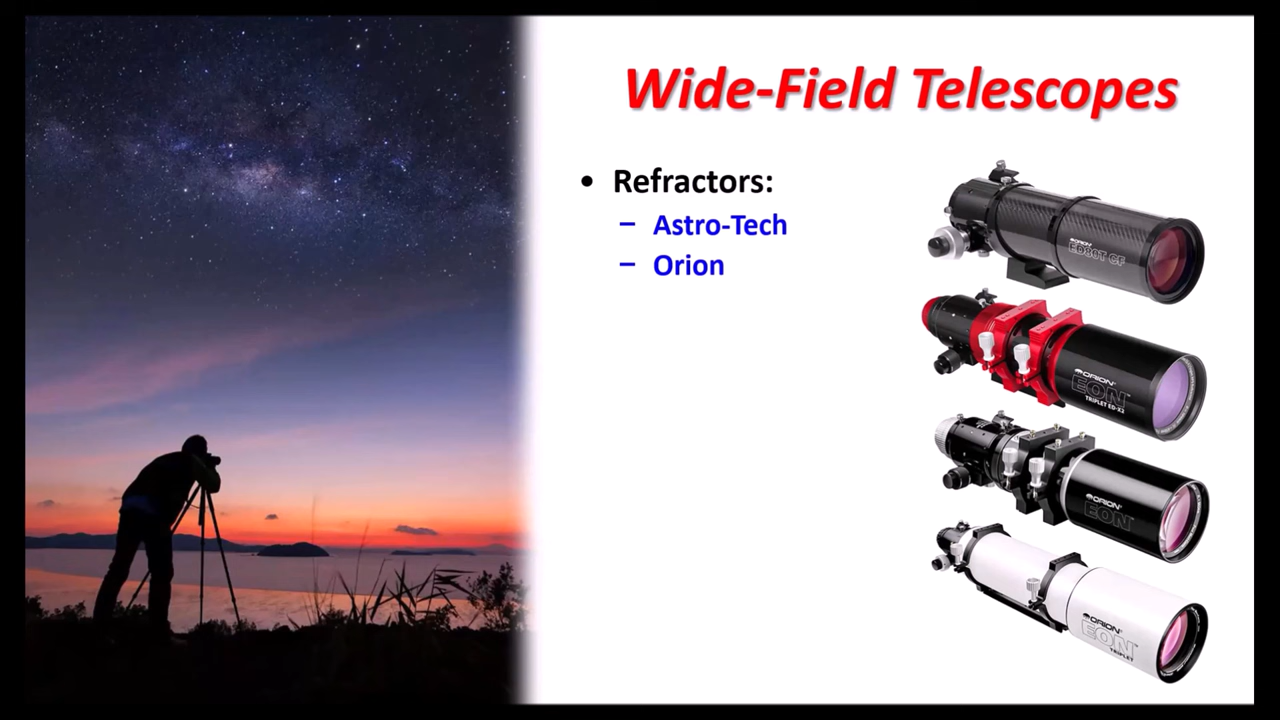 Wide-Field Telescopes
• Refractors:
– Astro-Tech
– Orion
ORION
ED80T CF
ORION
EON
TRIPLET ED-X2
ORION
EON
ORION
EON
TRIPLET